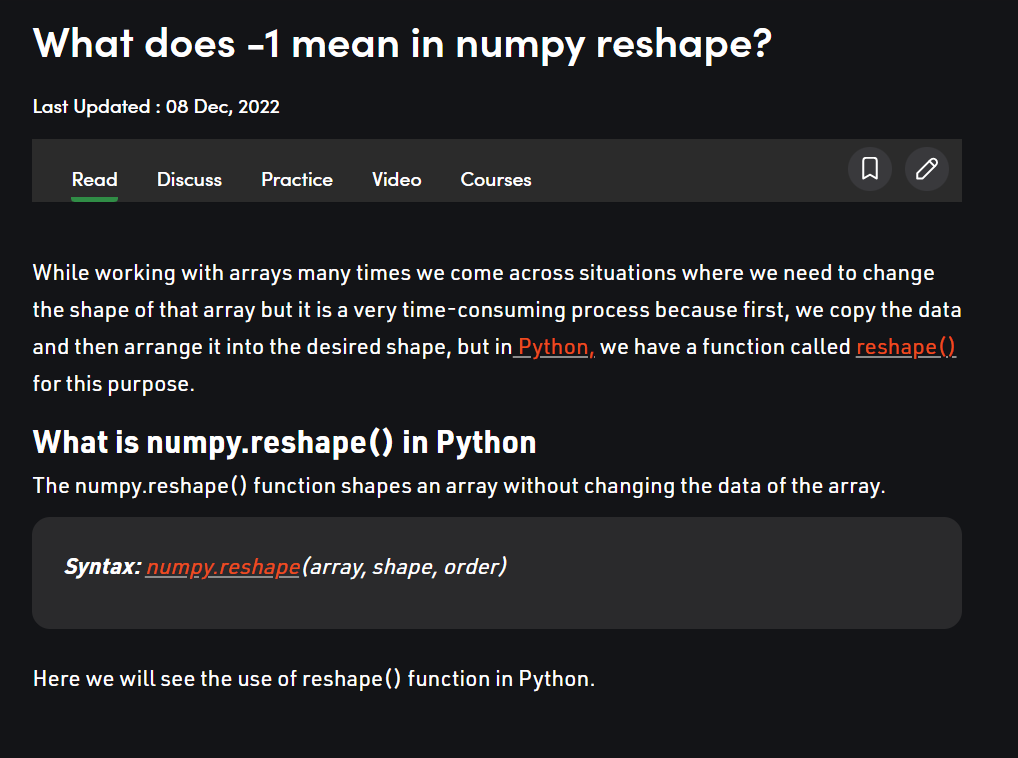 What does -1 mean in numpy reshape?
Last Updated : 08 Dec, 2022
Read Discuss Practice Video Courses
While working with arrays many times we come across situations where we need to change
the shape of that array but it is a very time-consuming process because first, we copy the data
and then arrange it into the desired shape, but in Python, we have a function called reshape()
for this purpose.
What is numpy.reshape() in Python
The numpy.reshape() function shapes an array without changing the data of the array.
Syntax: numpy.reshape(array, shape, order)
Here we will see the use of reshape() function in Python.